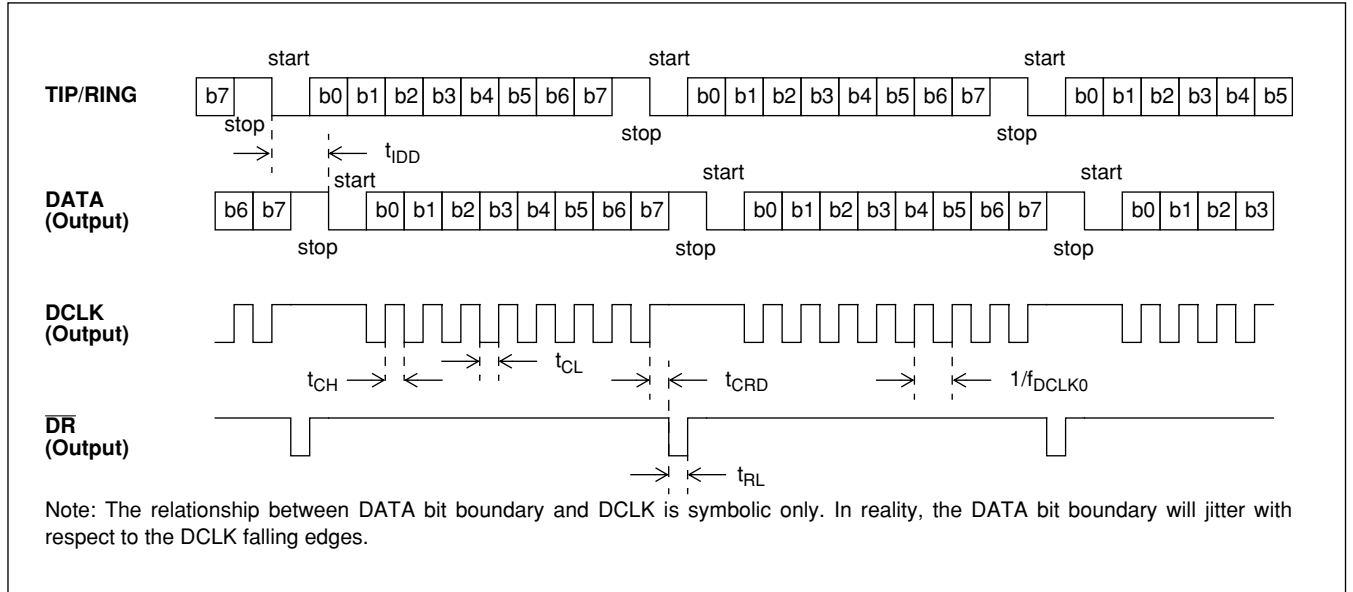 start start start
TIP/RING b7 b0 b1 b2 b3 b4 b5 b6 b7 b0 b1 b2 b3 b4 b5 b6 b7 b0 b1 b2 b3 b4 b5
stop stop stop
tIDD
start start start
DATA
(Output) b6 b7 b0 b1 b2 b3 b4 b5 b6 b7 b0 b1 b2 b3 b4 b5 b6 b7 b0 b1 b2 b3
stop stop stop
DCLK
(Output)
tCH tCL tCRD 1/fDCLK0
DR
(Output)
tRL
Note: The relationship between DATA bit boundary and DCLK is symbolic only. In reality, the DATA bit boundary will jitter with
respect to the DCLK falling edges.